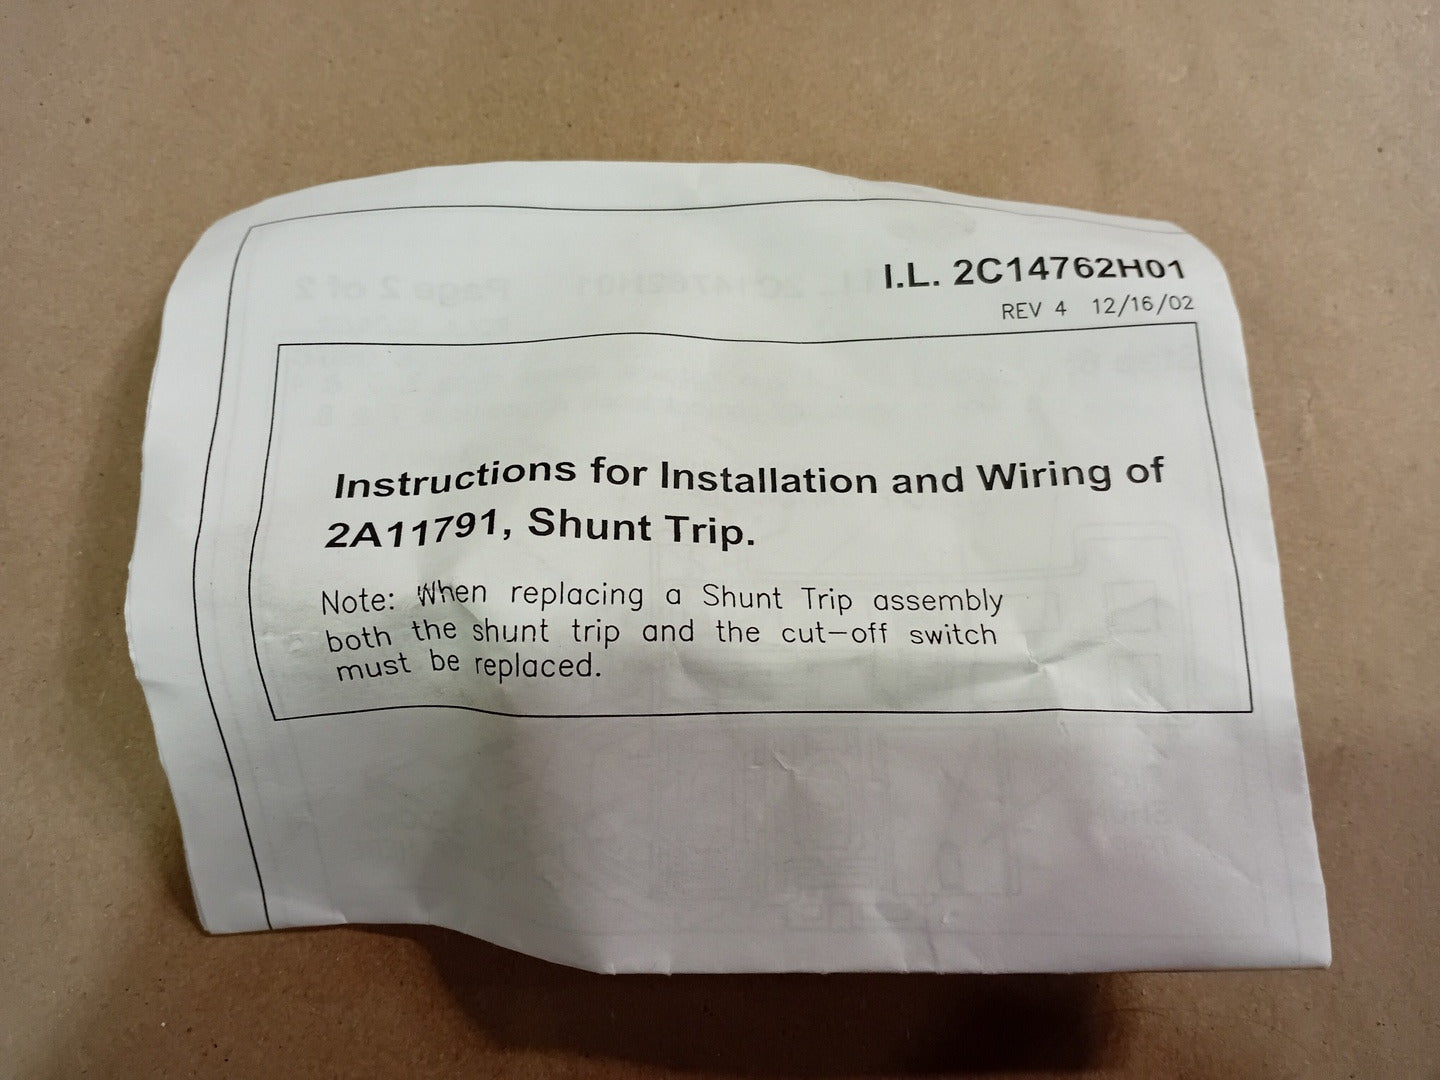 I.L. 2C14762H01
REV 4 12/16/02
Instructions for Installation and Wiring of
2A11791, Shunt Trip.
Note: When replacing a Shunt Trip assembly
both the shunt trip and the cut-off switch
must be replaced.